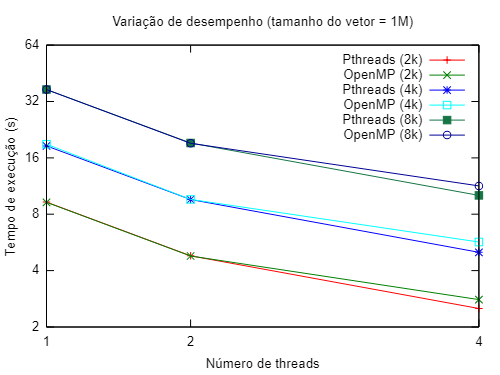 Variação de desempenho (tamanho do vetor = 1M)
64
32
16
8
4
2
Tempo de execução (s)
Pthreads (2k)
OpenMP (2k)
Pthreads (4k)
OpenMP (4k)
Pthreads (8k)
OpenMP (8k)
1
2
4
Número de threads